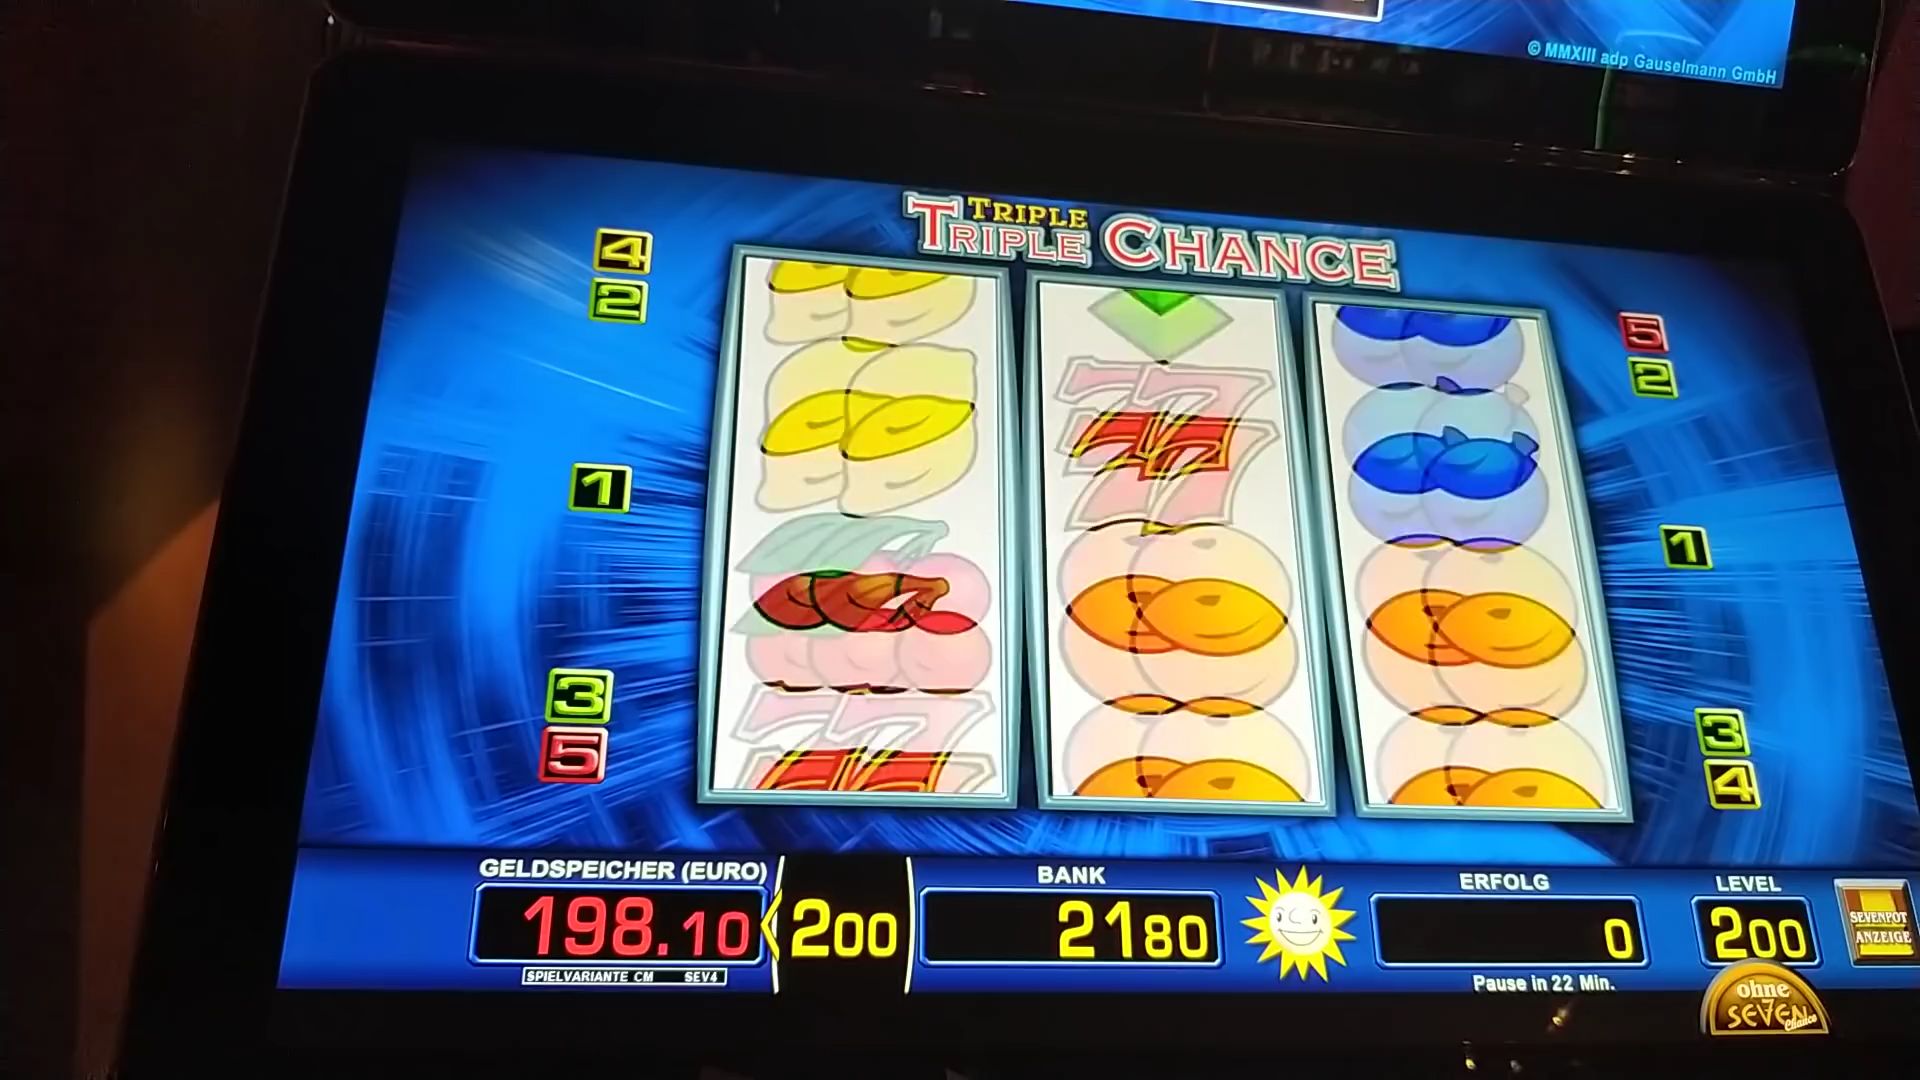 © MMXIII adp Gauselmann GmbH
TRIPLE
TRIPLE CHANCE
4
2
5
2
1
1
3
5
3
4
GELDSPEICHER (EURO)
BANK
ERFOLG
LEVEL
198.10
200
2180
0
200
SEVENPOT
ANZEIGE
SPIELVARIANTE CM SEV4
Pause in 22 Min.
ohne
SEVEN
Chance